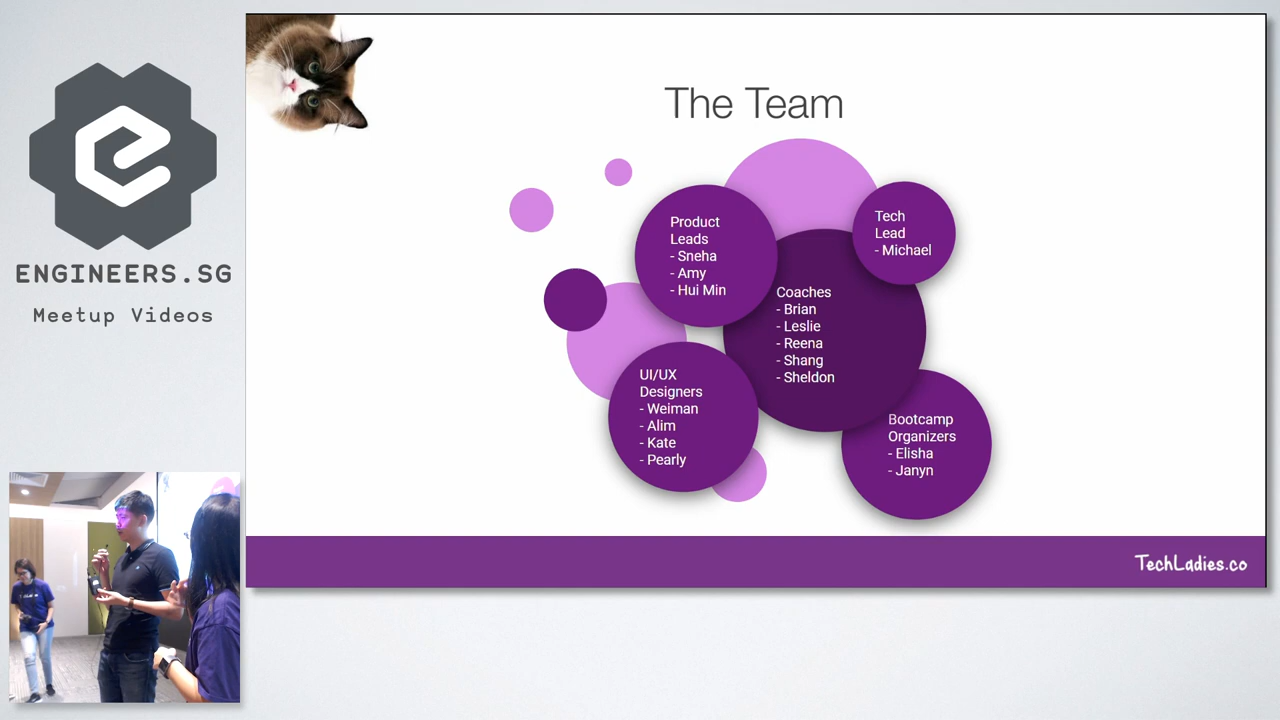 ENGINEERS.SG
Meetup Videos
The Team
Product
Leads
- Sneha
- Amy
- Hui Min
Tech
Lead
- Michael
Coaches
- Brian
- Leslie
- Reena
- Shang
- Sheldon
UI/UX
Designers
- Weiman
- Alim
- Kate
- Pearly
Bootcamp
Organizers
- Elisha
- Janyn
TechLadies.co